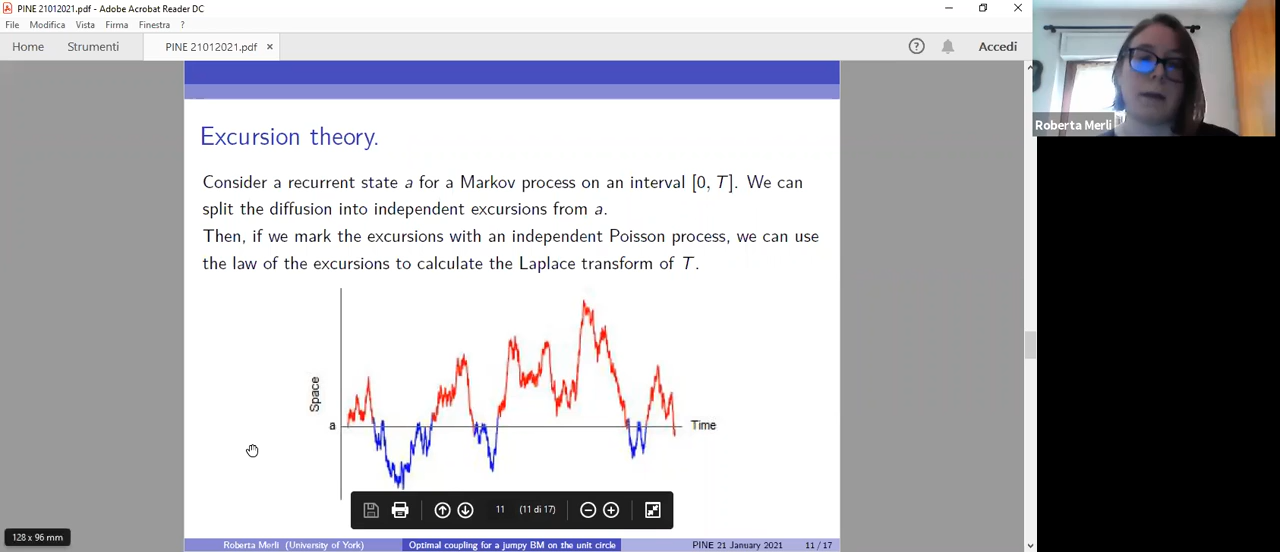 PINE 21012021.pdf - Adobe Acrobat Reader DC
File Modifica Vista Firma Finestra ?
Home Strumenti PINE 21012021.pdf × Accedi
Roberta Merli
Excursion theory.
Consider a recurrent state a for a Markov process on an interval [0, T]. We can
split the diffusion into independent excursions from a.
Then, if we mark the excursions with an independent Poisson process, we can use
the law of the excursions to calculate the Laplace transform of T.
Space
a
Time
11 (11 di 17)
128 x 96 mm
Roberta Merli (University of York) Optimal coupling for a jumpy BM on the unit circle PINE 21 January 2021 11 / 17